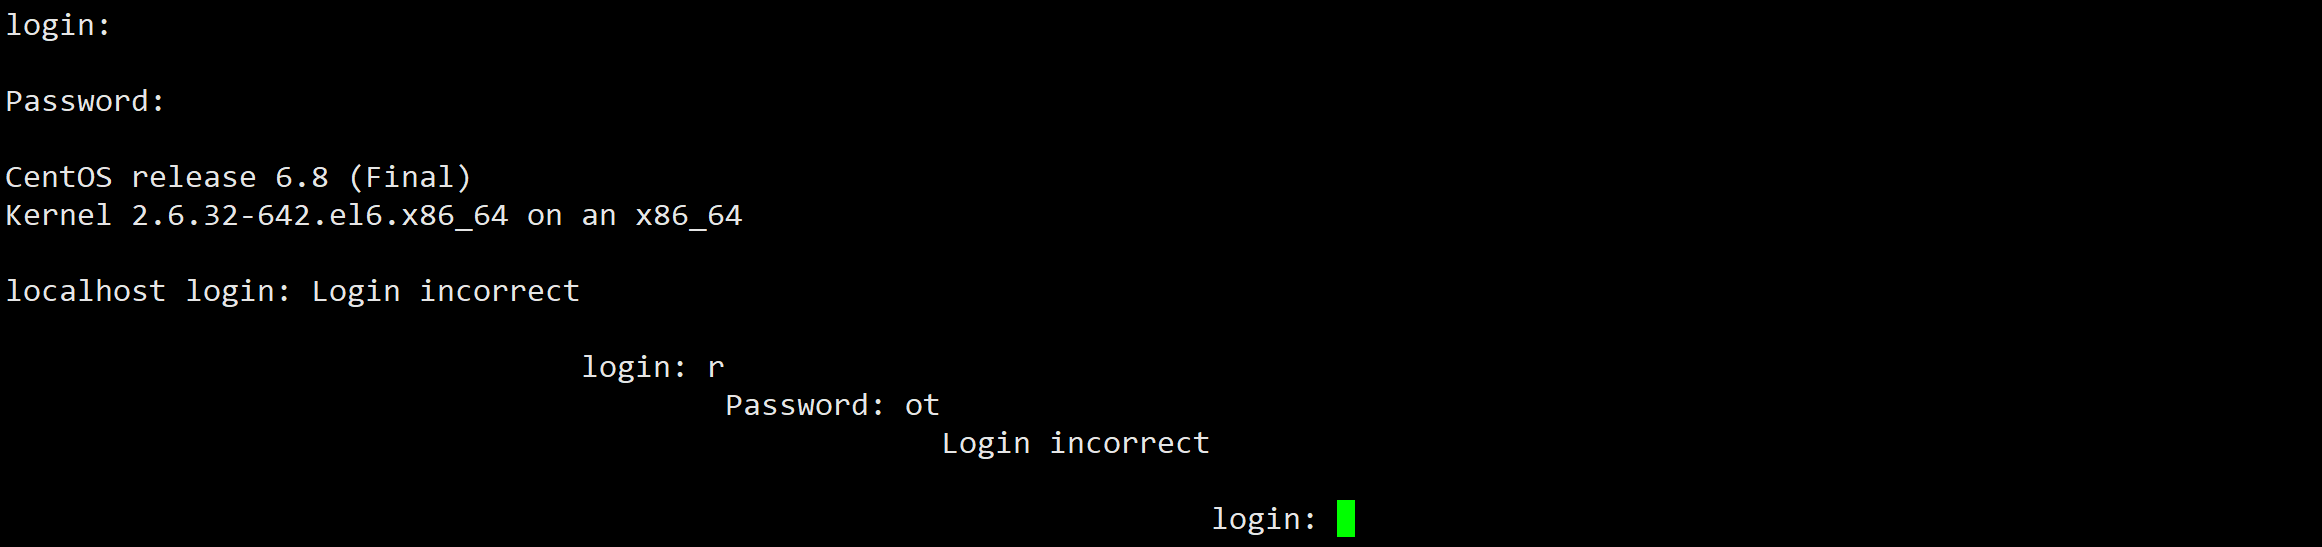 login:
Password:
CentOS release 6.8 (Final)
Kernel 2.6.32-642.el6.x86_64 on an x86_64
localhost login: Login incorrect
login: r
Password: ot
Login incorrect
login: